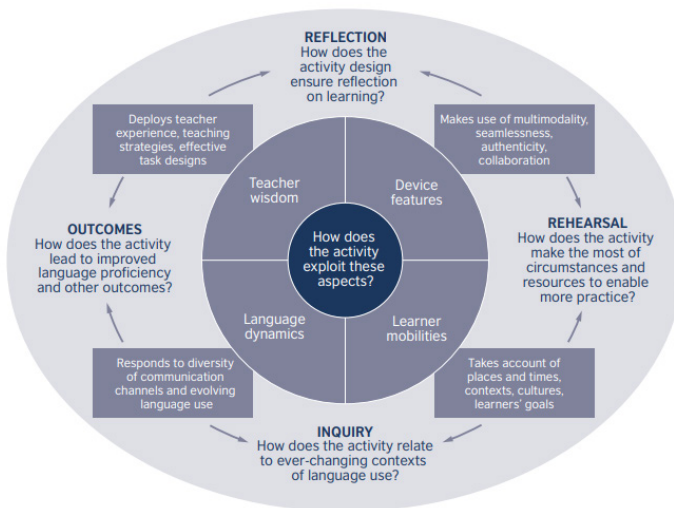 REFLECTION
How does the
activity design
ensure reflection
on learning?
Deploys teacher
experience, teaching
strategies, effective
task designs
Makes use of multimodality,
seamlessness,
authenticity,
collaboration
Teacher
wisdom
Device
features
OUTCOMES
How does the activity
lead to improved
language proficiency
and other outcomes?
How does
the activity
exploit these
aspects?
REHEARSAL
How does the activity
make the most of
circumstances and
resources to enable
more practice?
Language
dynamics
Learner
mobilities
Responds to diversity
of communication
channels and evolving
language use
Takes account of
places and times,
contexts, cultures,
learners' goals
INQUIRY
How does the activity relate
to ever-changing contexts
of language use?